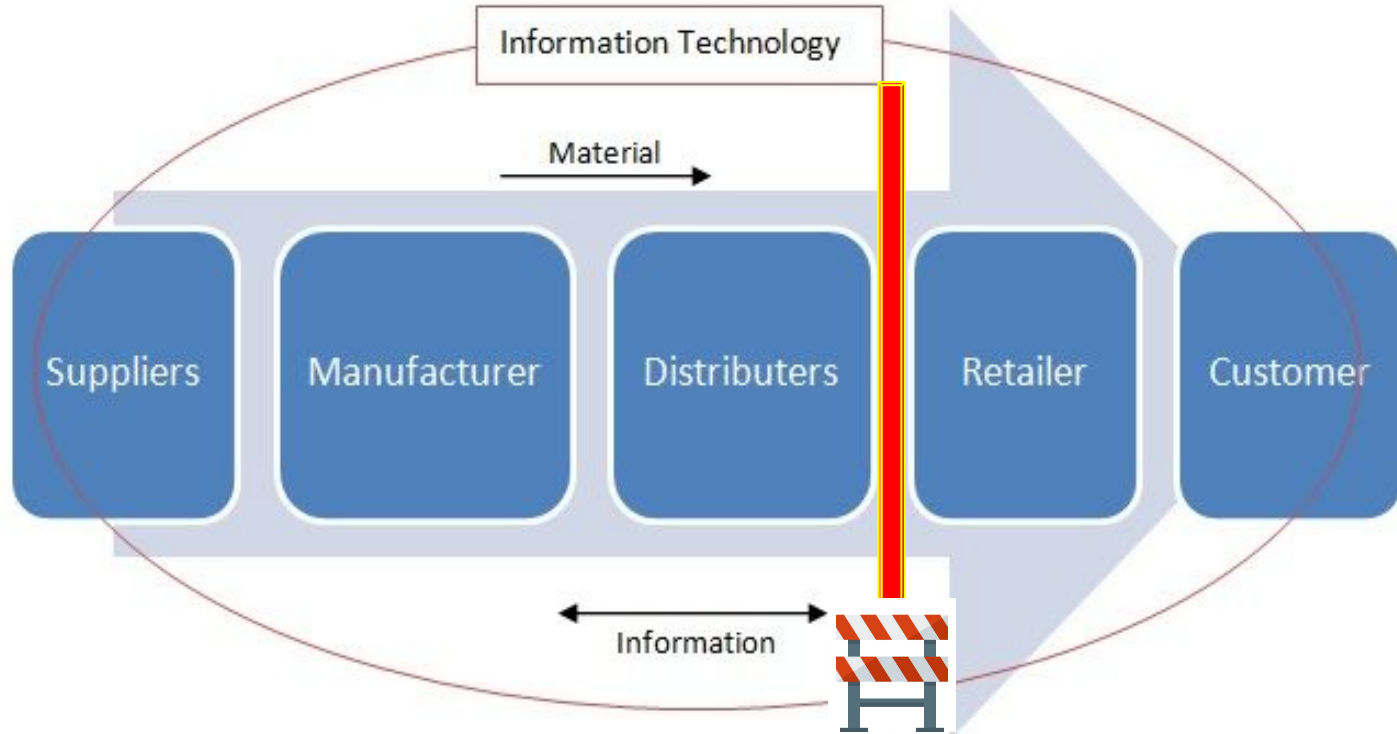 Information Technology
Material
Suppliers
Manufacturer
Distributers
Retailer
Customer
Information